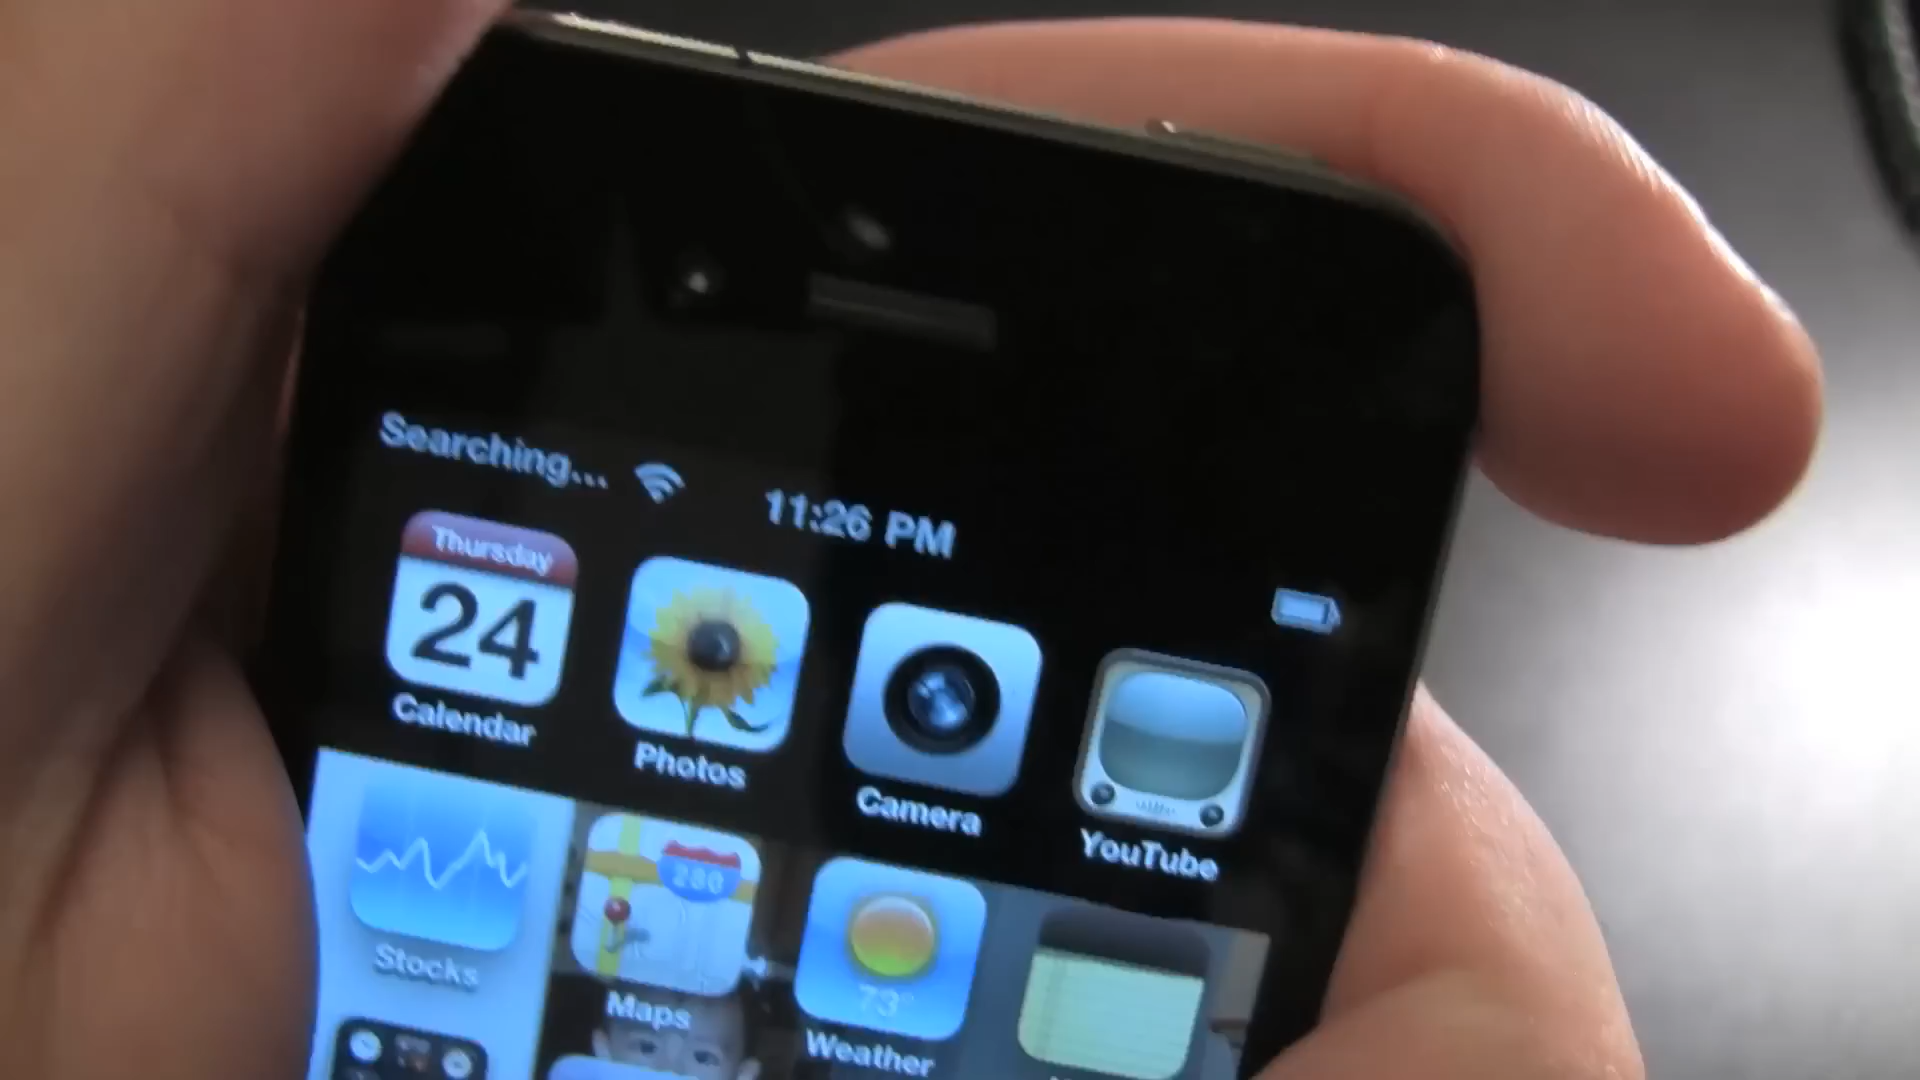 Searching...
11:26 PM
Thursday
24
Calendar
Photos
Camera
YouTube
280
Stocks
Maps
73°
Weather